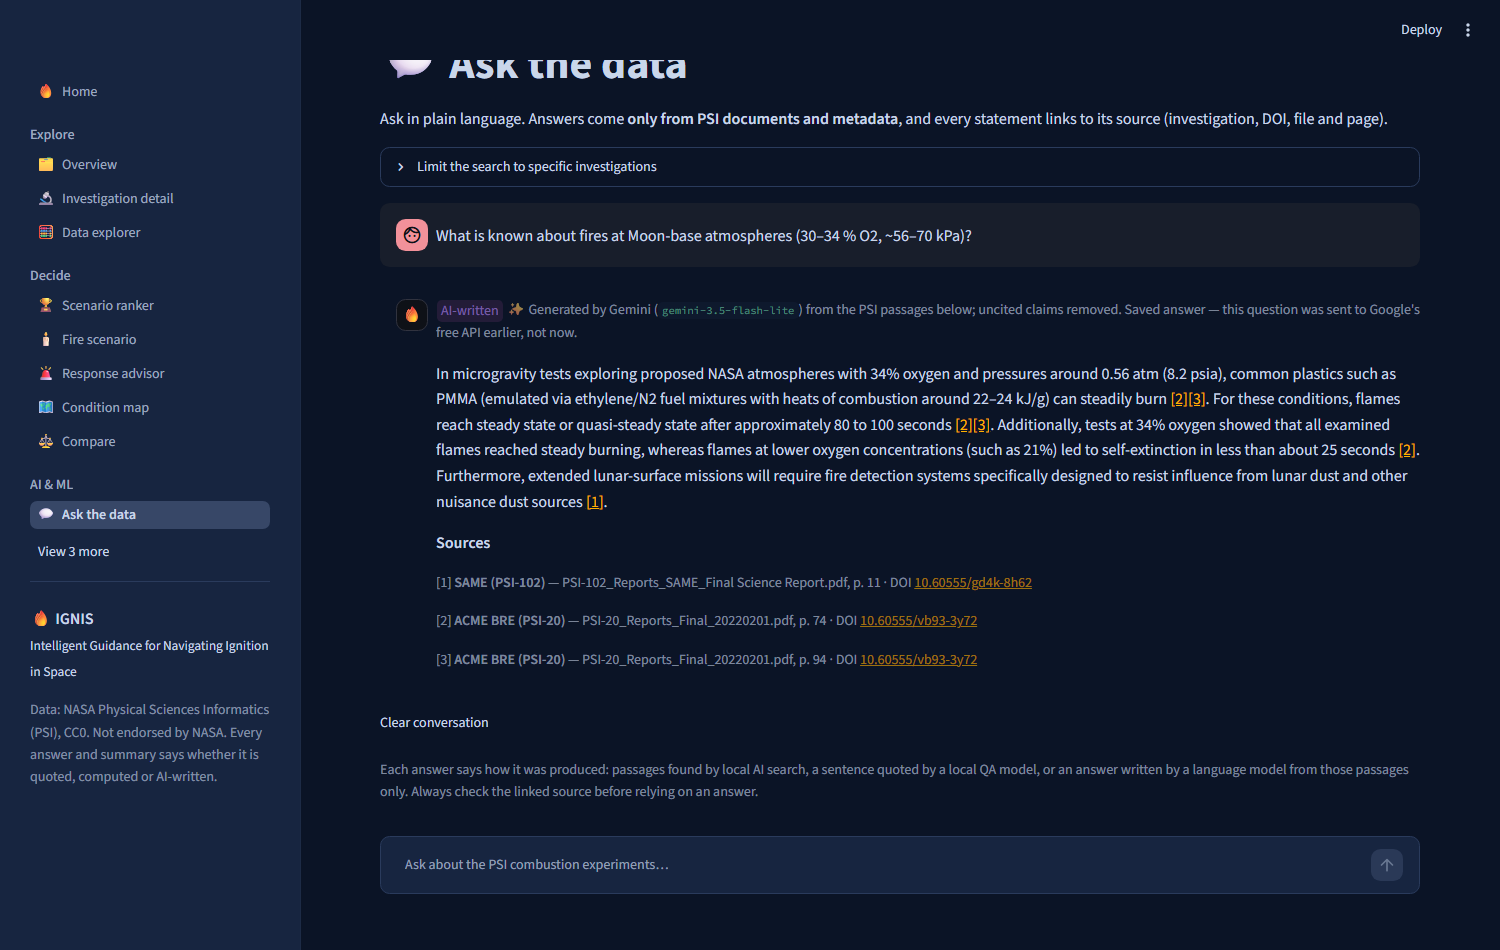 Deploy
Home
Explore
Overview
Investigation detail
Data explorer
Decide
Scenario ranker
Fire scenario
Response advisor
Condition map
Compare
AI & ML
Ask the data
View 3 more
IGNIS
Intelligent Guidance for Navigating Ignition
in Space
Data: NASA Physical Sciences Informatics
(PSI), CC0. Not endorsed by NASA. Every
answer and summary says whether it is
quoted, computed or AI-written.
Ask the data
Ask in plain language. Answers come only from PSI documents and metadata, and every statement links to its source (investigation, DOI, file and page).
Limit the search to specific investigations
What is known about fires at Moon-base atmospheres (30–34 % O2, ~56–70 kPa)?
AI-written ✨ Generated by Gemini ( gemini-3.5-flash-lite ) from the PSI passages below; uncited claims removed. Saved answer — this question was sent to Google's
free API earlier, not now.
In microgravity tests exploring proposed NASA atmospheres with 34% oxygen and pressures around 0.56 atm (8.2 psia), common plastics such as
PMMA (emulated via ethylene/N2 fuel mixtures with heats of combustion around 22–24 kJ/g) can steadily burn [2][3]. For these conditions, flames
reach steady state or quasi-steady state after approximately 80 to 100 seconds [2][3]. Additionally, tests at 34% oxygen showed that all examined
flames reached steady burning, whereas flames at lower oxygen concentrations (such as 21%) led to self-extinction in less than about 25 seconds [2].
Furthermore, extended lunar-surface missions will require fire detection systems specifically designed to resist influence from lunar dust and other
nuisance dust sources [1].
Sources
[1] SAME (PSI-102) — PSI-102_Reports_SAME_Final Science Report.pdf, p. 11 · DOI 10.60555/gd4k-8h62
[2] ACME BRE (PSI-20) — PSI-20_Reports_Final_20220201.pdf, p. 74 · DOI 10.60555/vb93-3y72
[3] ACME BRE (PSI-20) — PSI-20_Reports_Final_20220201.pdf, p. 94 · DOI 10.60555/vb93-3y72
Clear conversation
Each answer says how it was produced: passages found by local AI search, a sentence quoted by a local QA model, or an answer written by a language model from those passages
only. Always check the linked source before relying on an answer.
Ask about the PSI combustion experiments…